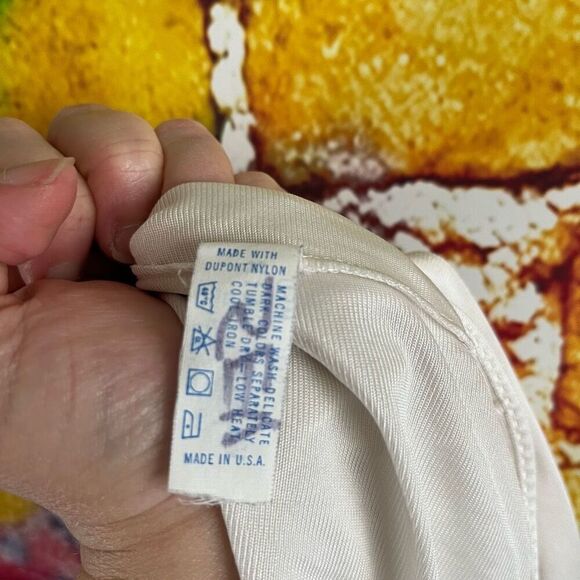 MADE WITH
DUPONT NYLON
MACHINE WASH DELICATE
DARK COLORS SEPARATELY
TUMBLE DRY LOW HEAT
COOL IRON
MADE IN U.S.A.